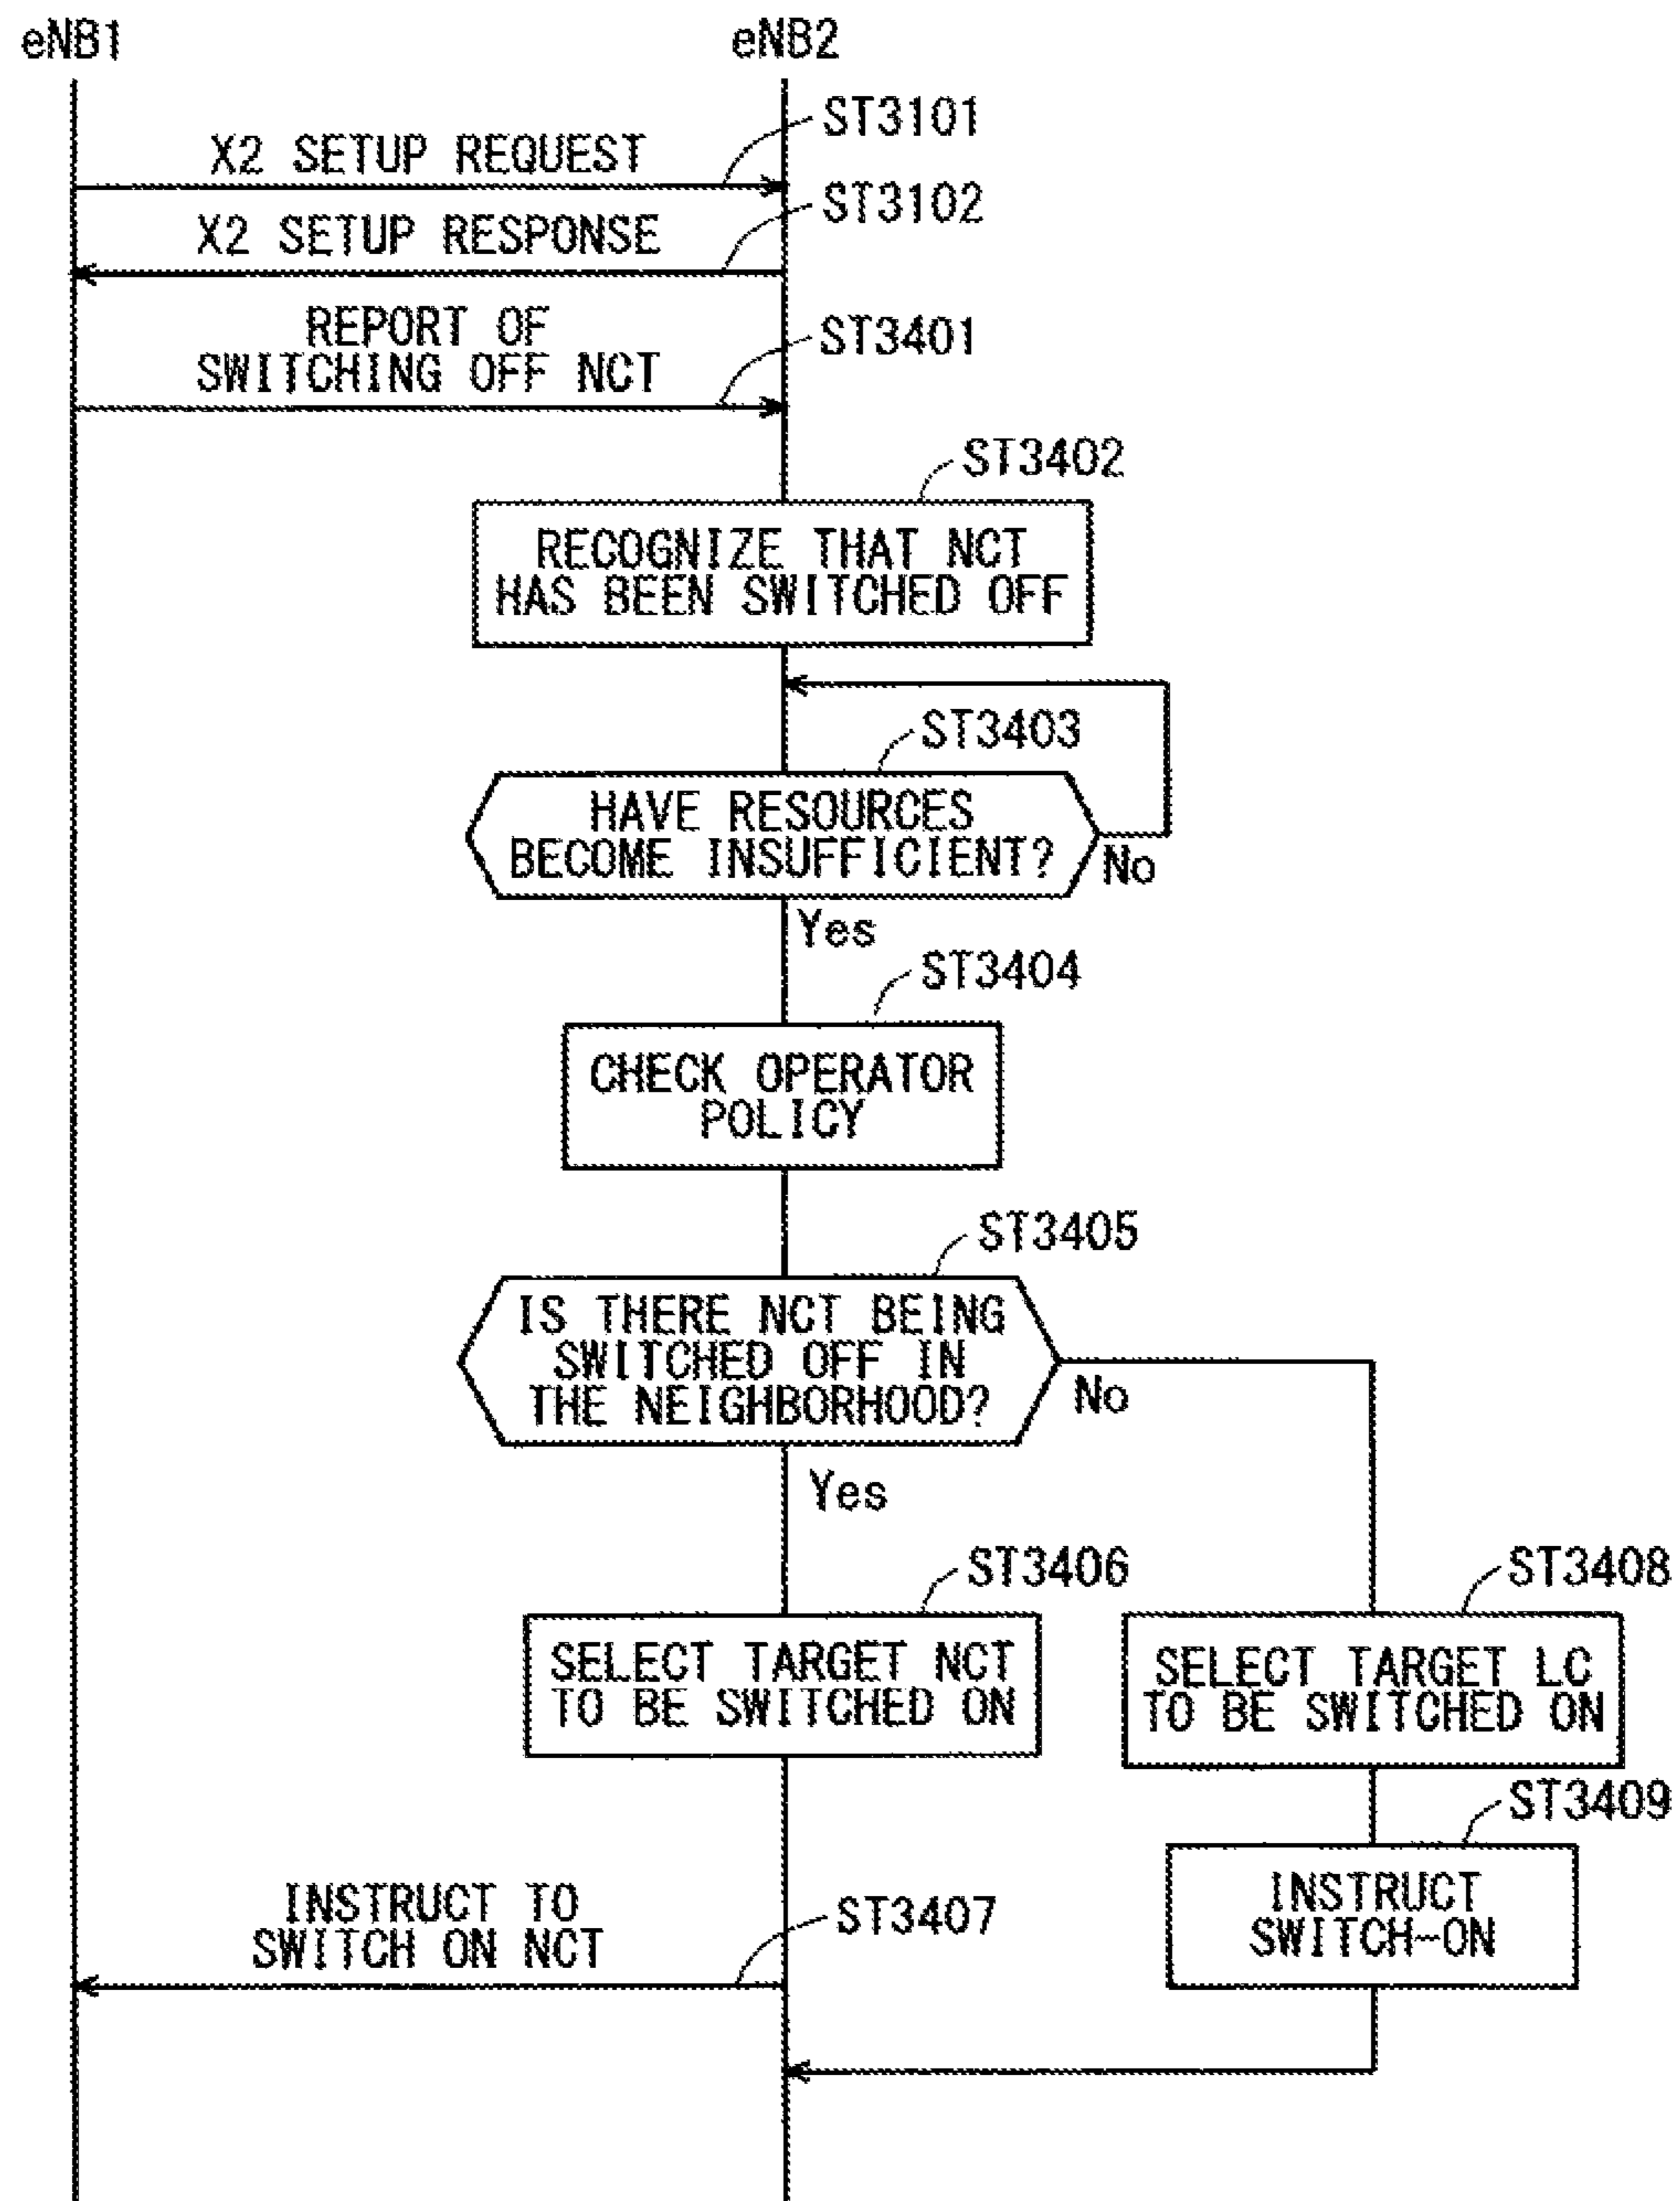 eNB1
eNB2
ST3101
X2 SETUP REQUEST
ST3102
X2 SETUP RESPONSE
REPORT OF
SWITCHING OFF NCT
ST3401
ST3402
RECOGNIZE THAT NCT
HAS BEEN SWITCHED OFF
ST3403
HAVE RESOURCES
BECOME INSUFFICIENT?
No
Yes
ST3404
CHECK OPERATOR
POLICY
ST3405
IS THERE NCT BEING
SWITCHED OFF IN
THE NEIGHBORHOOD?
No
Yes
ST3406
SELECT TARGET NCT
TO BE SWITCHED ON
ST3408
SELECT TARGET LC
TO BE SWITCHED ON
ST3409
INSTRUCT
SWITCH-ON
INSTRUCT TO
SWITCH ON NCT
ST3407